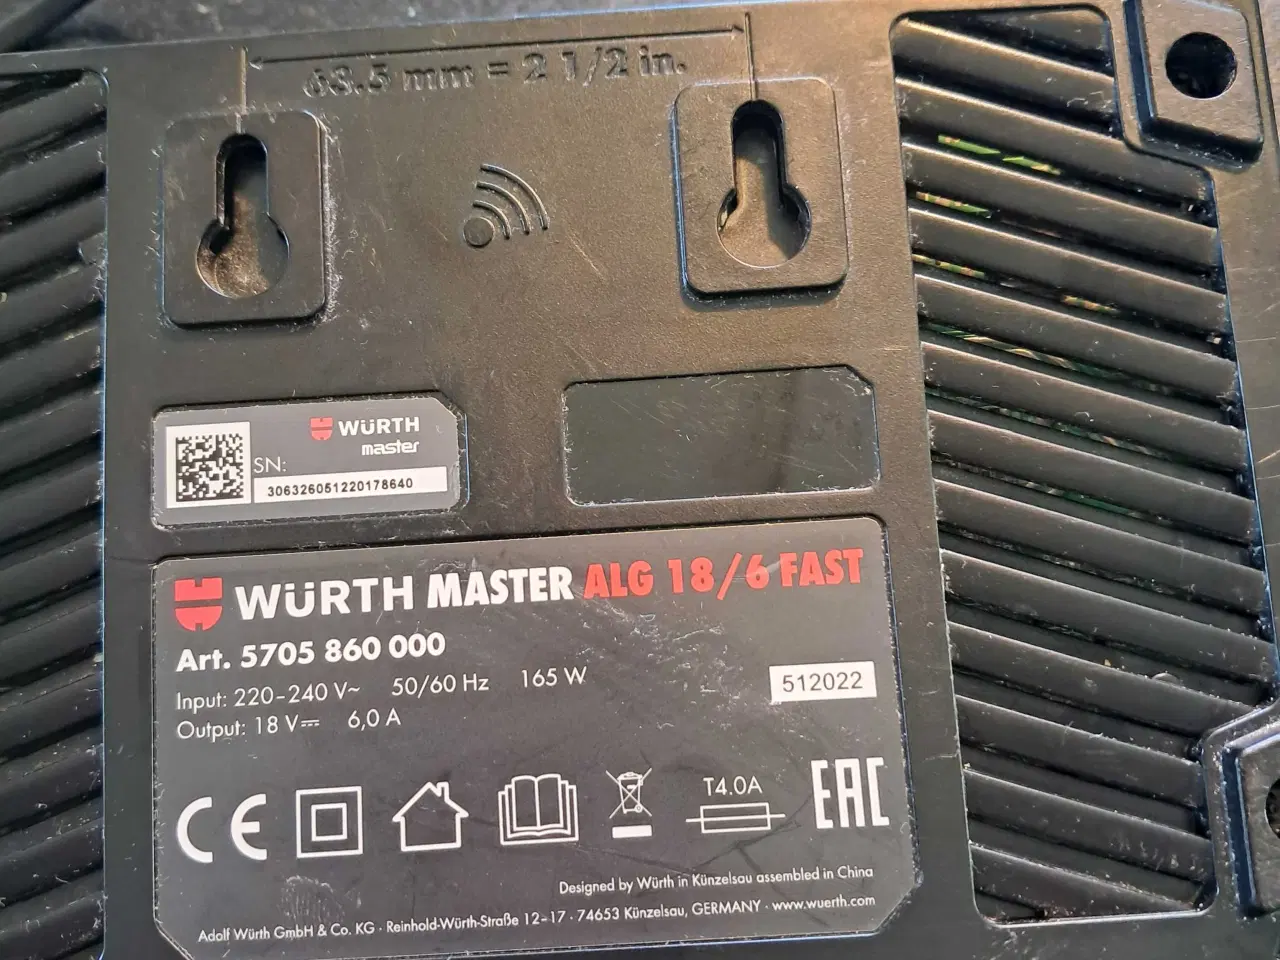 63.5 mm = 2 1/2 in.
WÜRTH
master
SN:
306326051220178640
WÜRTH MASTER ALG 18/6 FAST
Art. 5705 860 000
Input: 220-240 V~ 50/60 Hz 165 W
512022
Output: 18 V⎓ 6,0 A
CE
T4.0A
EAC
Designed by Würth in Künzelsau assembled in China
Adolf Würth GmbH & Co. KG · Reinhold-Würth-Straße 12-17 · 74653 Künzelsau, GERMANY · www.wuerth.com